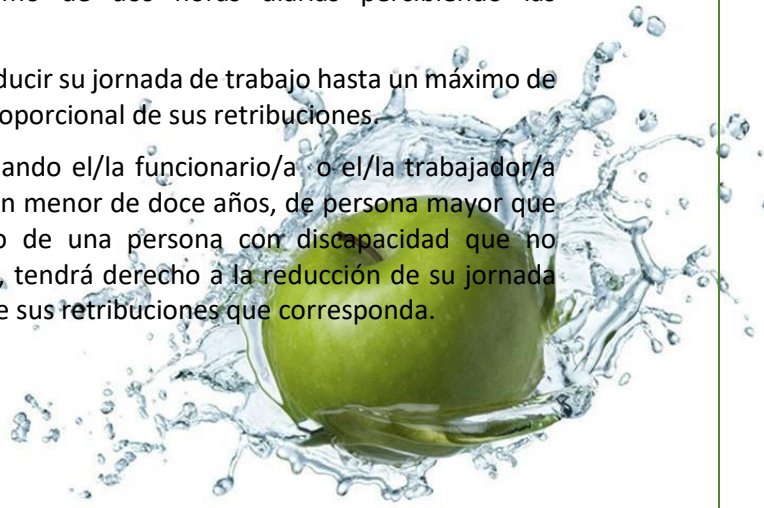 ducir su jornada de trabajo hasta un máximo de
oporcional de sus retribuciones.
ando el/la funcionario/a o el/la trabajador/a
n menor de doce años, de persona mayor que
o de una persona con discapacidad que no
, tendrá derecho a la reducción de su jornada
e sus retribuciones que corresponda.